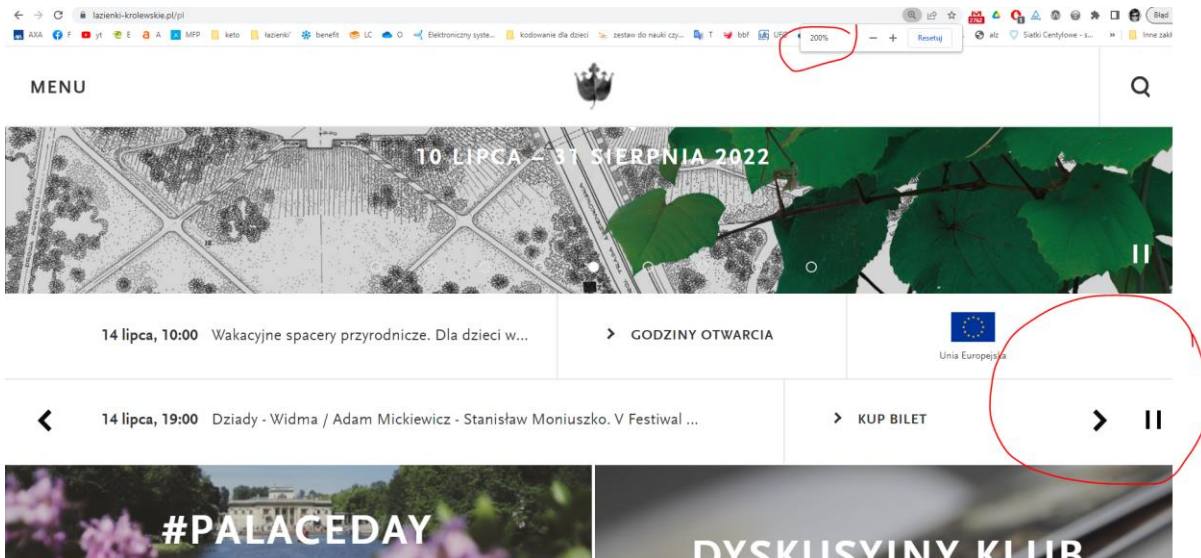 lazienki-krolewskie.pl/pl
AXA F yt E A MFP keto łazienki' benefit LC O Elektroniczny syste... kodowanie dla dzieci zestaw do nauki czy... T bbf alz Siatki Centylowe - s... » Inne zakł
2762
Błąd
200% − + Resetuj
MENU
10 LIPCA – 31 SIERPNIA 2022
14 lipca, 10:00 Wakacyjne spacery przyrodnicze. Dla dzieci w...
GODZINY OTWARCIA
Unia Europejska
14 lipca, 19:00 Dziady - Widma / Adam Mickiewicz - Stanisław Moniuszko. V Festiwal ...
KUP BILET
#PALACEDAY
DYSKUSYJNY KLUB